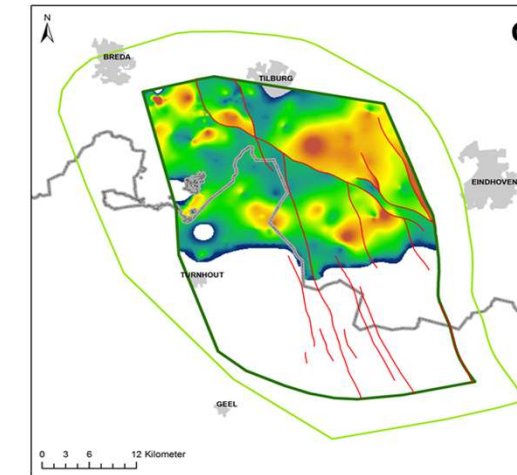 N
BREDA
TILBURG
EINDHOVEN
TURNHOUT
GEEL
0 3 6 12 Kilometer